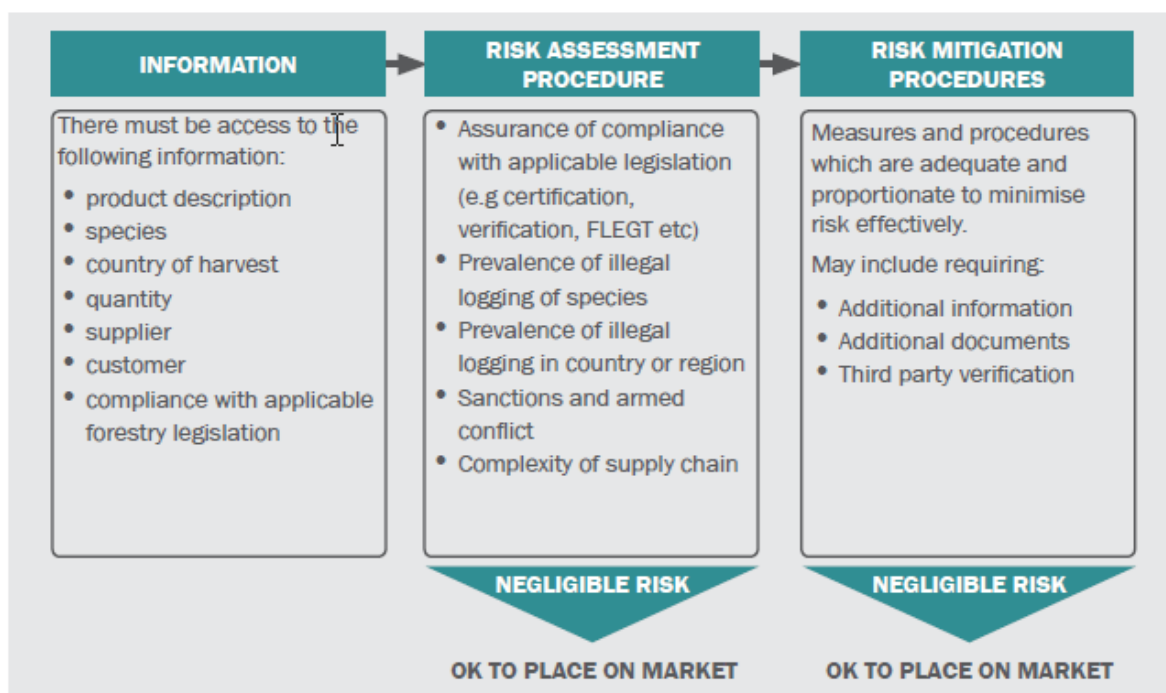 INFORMATION
There must be access to the
following information:
• product description
• species
• country of harvest
• quantity
• supplier
• customer
• compliance with applicable
forestry legislation
RISK ASSESSMENT
PROCEDURE
• Assurance of compliance
with applicable legislation
(e.g certification,
verification, FLEGT etc)
• Prevalence of illegal
logging of species
• Prevalence of illegal
logging in country or region
• Sanctions and armed
conflict
• Complexity of supply chain
NEGLIGIBLE RISK
OK TO PLACE ON MARKET
RISK MITIGATION
PROCEDURES
Measures and procedures
which are adequate and
proportionate to minimise
risk effectively.
May include requiring:
• Additional information
• Additional documents
• Third party verification
NEGLIGIBLE RISK
OK TO PLACE ON MARKET